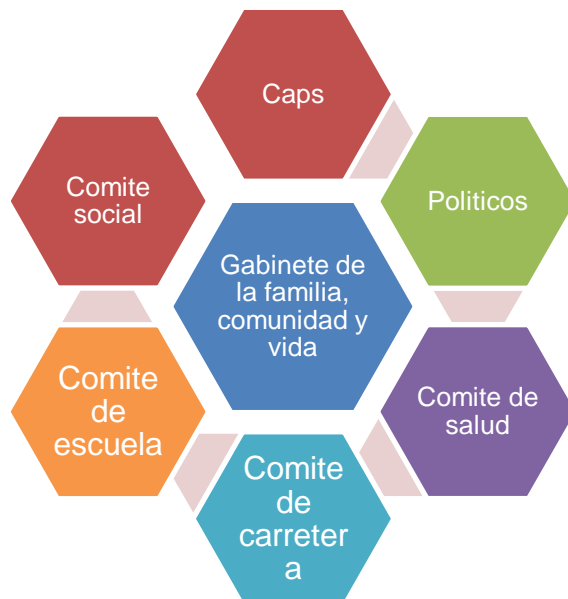 Caps
Comite
social
Politicos
Gabinete de
la familia,
comunidad y
vida
Comite
de
escuela
Comite de
salud
Comite
de
carreter
a